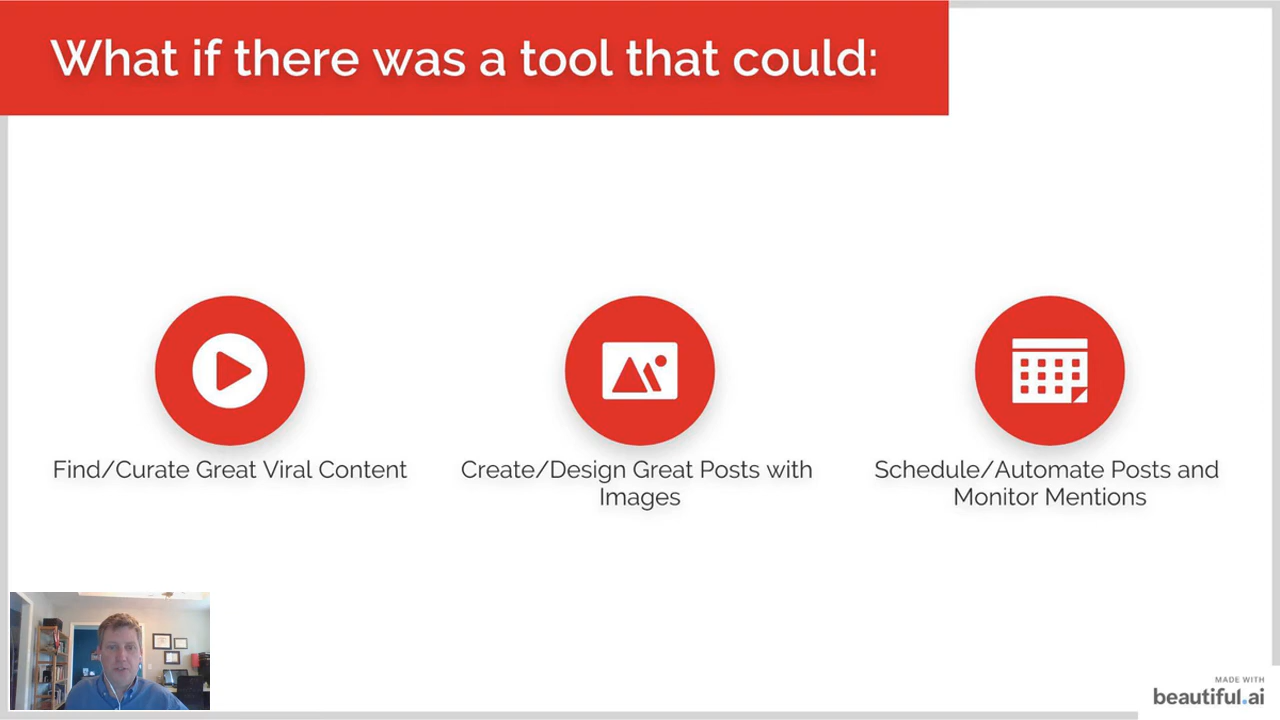 What if there was a tool that could:
Find/Curate Great Viral Content
Create/Design Great Posts with
Images
Schedule/Automate Posts and
Monitor Mentions
MADE WITH
beautiful.ai